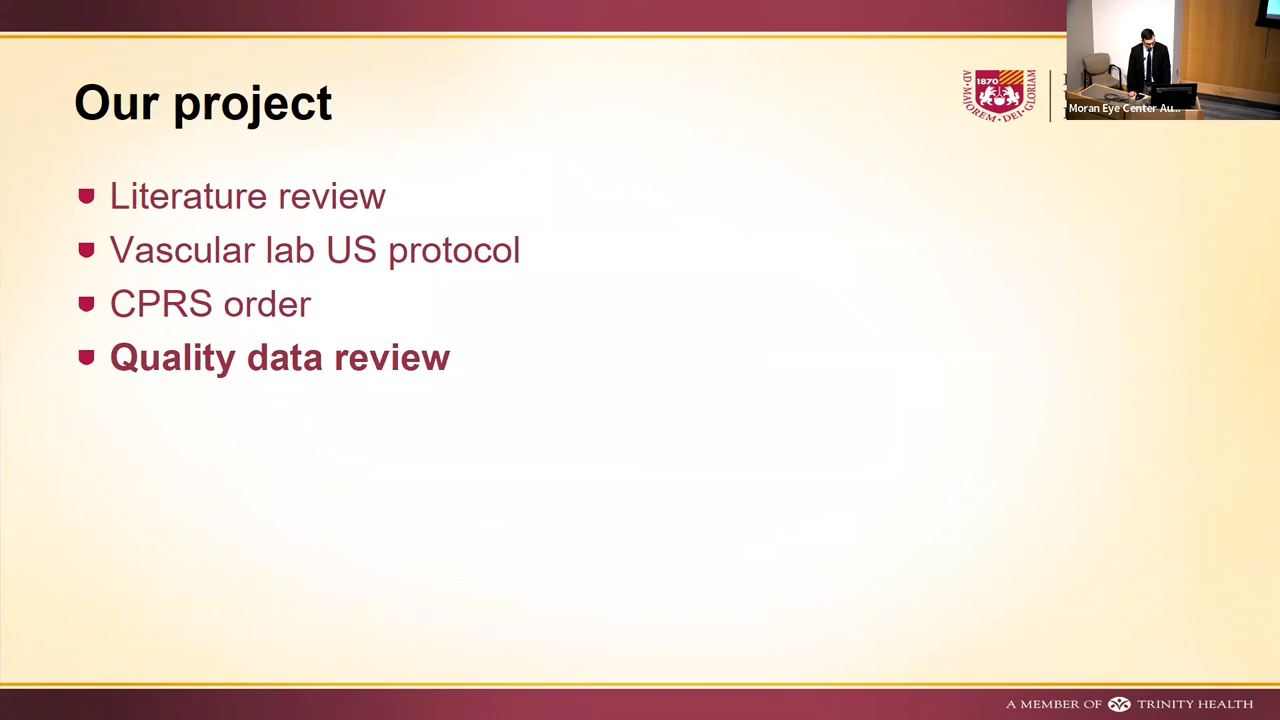 Our project
1870
AD • MAJOREM • DEI • GLORIAM
Moran Eye Center Au...
Literature review
Vascular lab US protocol
CPRS order
Quality data review
A MEMBER OF TRINITY HEALTH